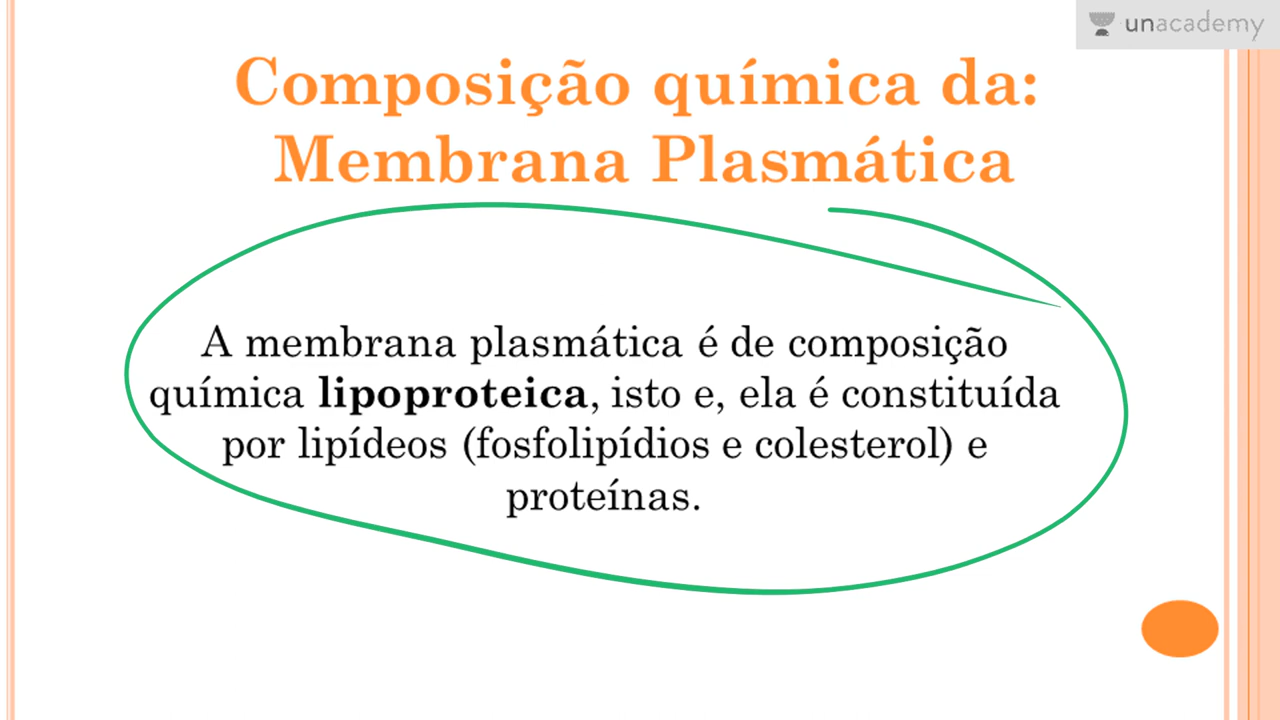 unacademy
Composição química da:
Membrana Plasmática
A membrana plasmática é de composição
química lipoproteica, isto e, ela é constituída
por lipídeos (fosfolipídios e colesterol) e
proteínas.